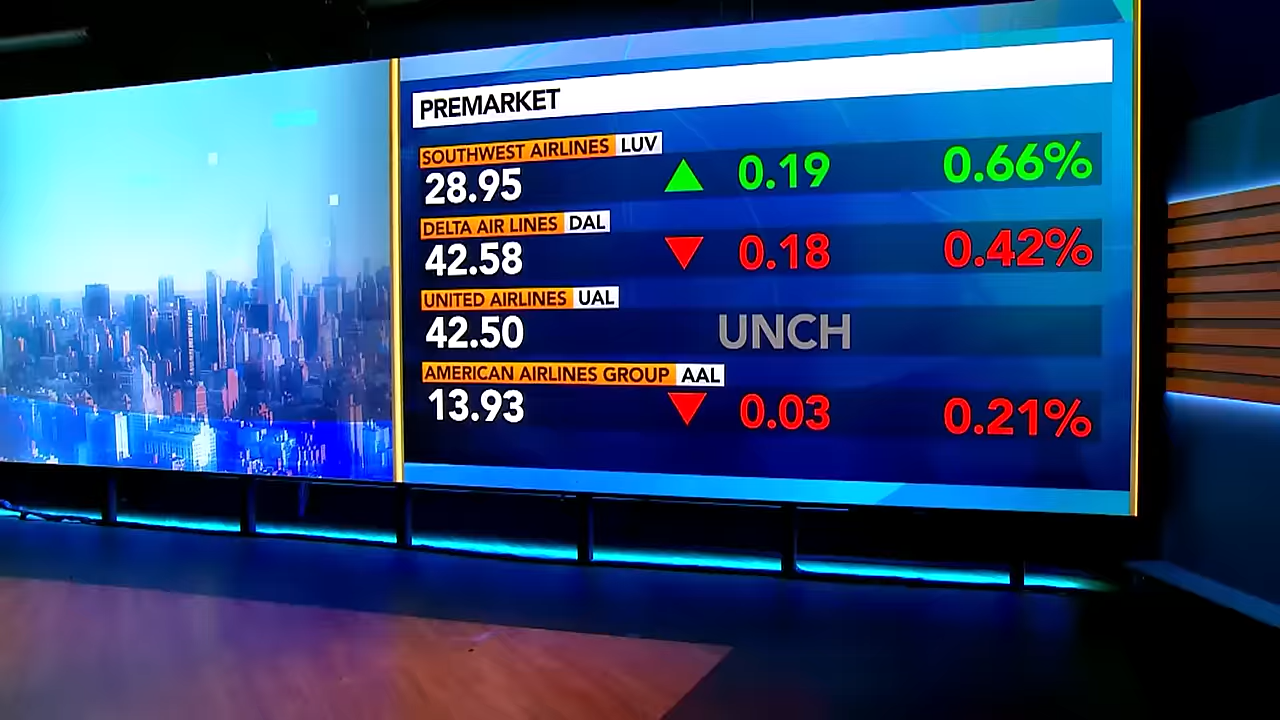 PREMARKET
SOUTHWEST AIRLINES LUV
28.95 ▲ 0.19 0.66%
DELTA AIR LINES DAL
42.58 ▼ 0.18 0.42%
UNITED AIRLINES UAL
42.50 UNCH
AMERICAN AIRLINES GROUP AAL
13.93 ▼ 0.03 0.21%